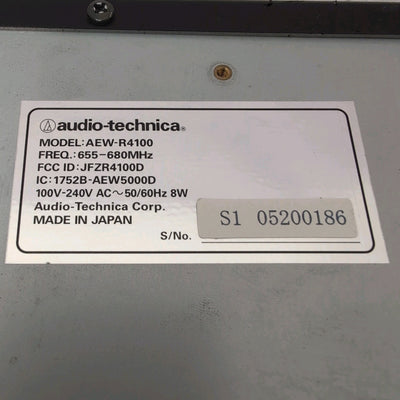 audio-technica®
MODEL:AEW-R4100
FREQ.:655-680MHz
FCC ID:JFZR4100D
IC:1752B-AEW5000D
100V-240V AC~50/60Hz 8W
Audio-Technica Corp.
MADE IN JAPAN
S/No. S1 05200186